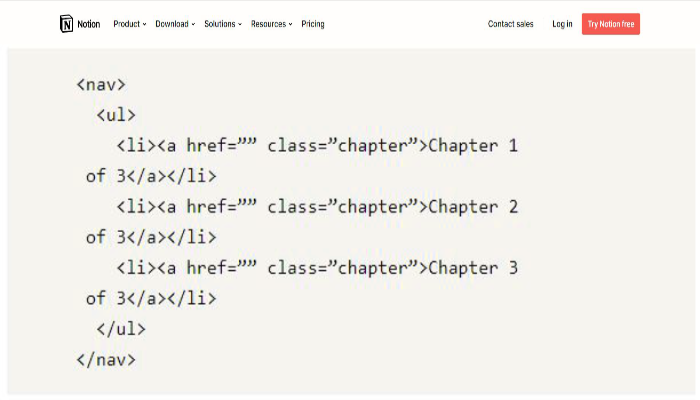 Notion Product Download Solutions Resources Pricing Contact sales Log in Try Notion free
<nav>
<ul>
<li><a href=”” class=”chapter”>Chapter 1
of 3</a></li>
<li><a href=”” class=”chapter”>Chapter 2
of 3</a></li>
<li><a href=”” class=”chapter”>Chapter 3
of 3</a></li>
</ul>
</nav>